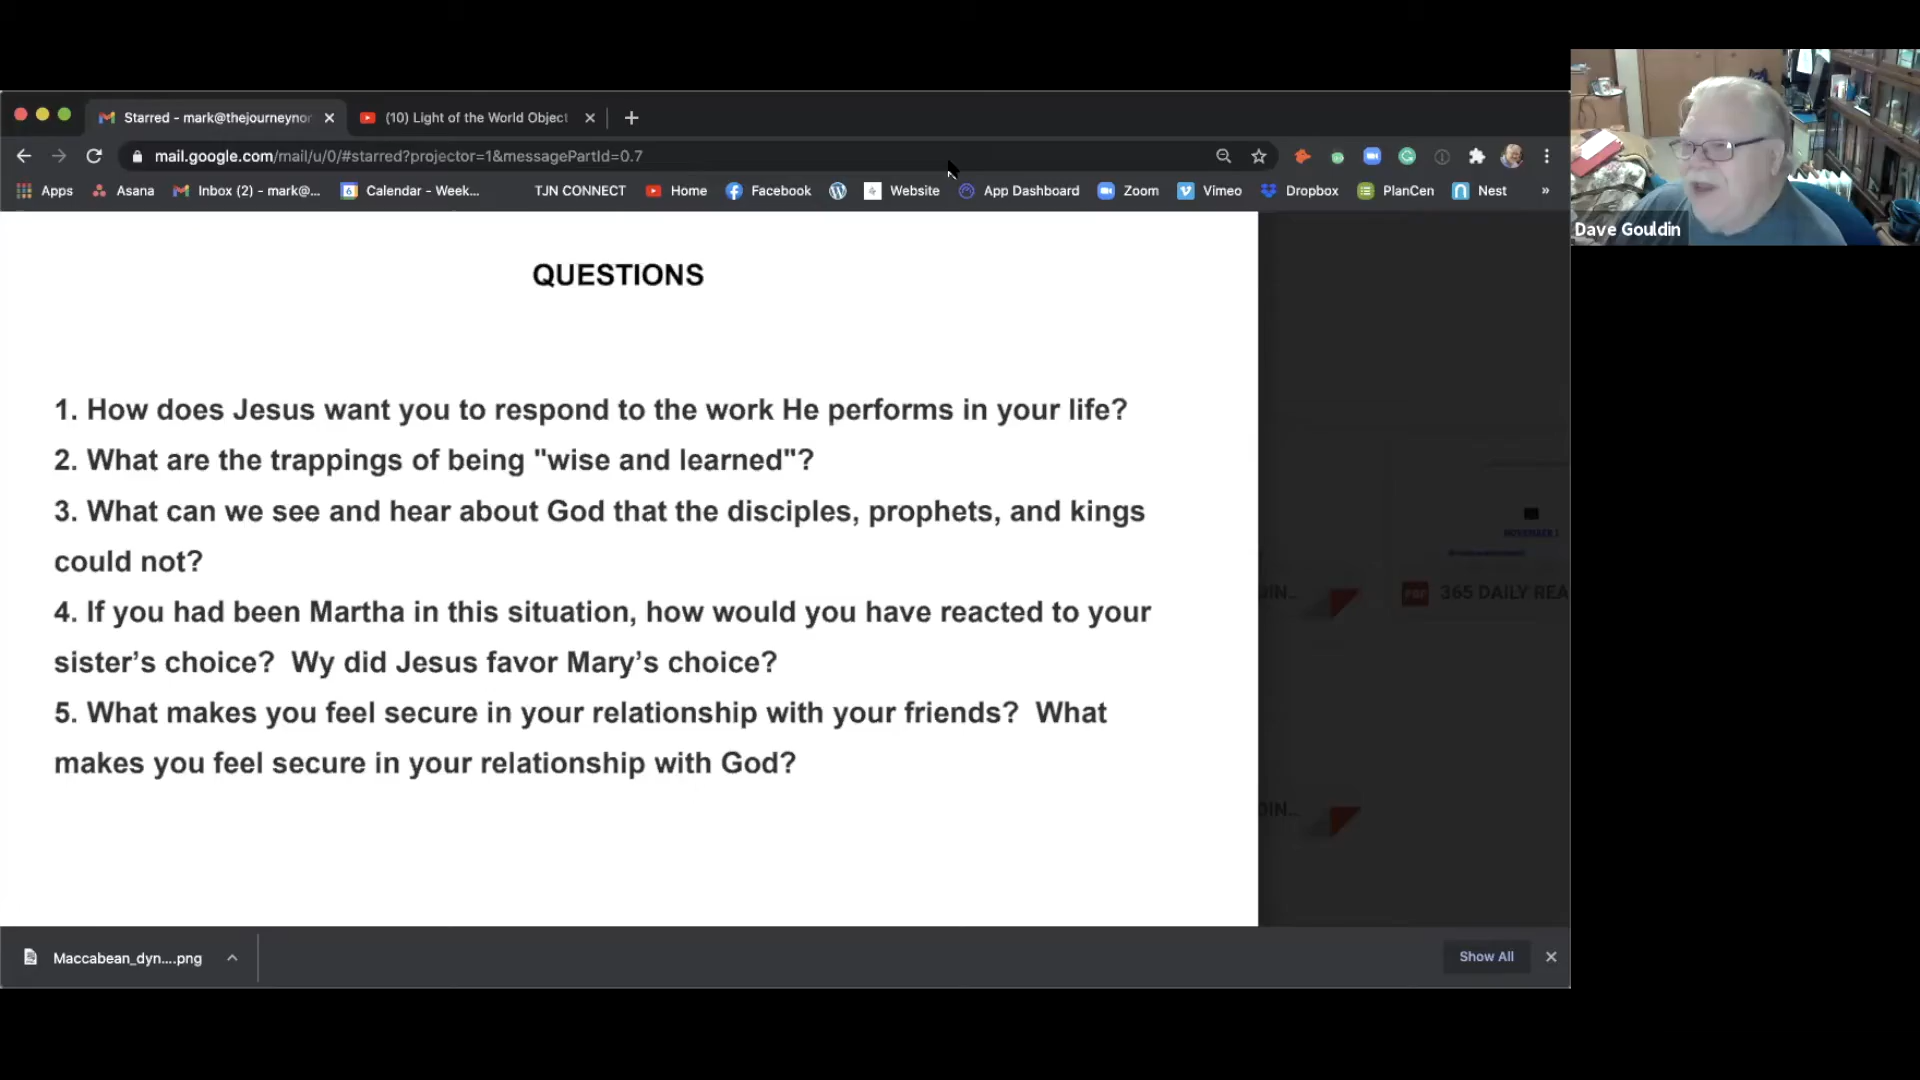 Starred - mark@thejourneynor
(10) Light of the World Object
mail.google.com/mail/u/0/#starred?projector=1&messagePartId=0.7
Apps
Asana
Inbox (2) - mark@...
Calendar - Week...
TJN CONNECT
Home
Facebook
Website
App Dashboard
Zoom
Vimeo
Dropbox
PlanCen
Nest
»
Dave Gouldin
QUESTIONS
1. How does Jesus want you to respond to the work He performs in your life?
2. What are the trappings of being "wise and learned"?
3. What can we see and hear about God that the disciples, prophets, and kings
could not?
4. If you had been Martha in this situation, how would you have reacted to your
sister’s choice?  Wy did Jesus favor Mary’s choice?
5. What makes you feel secure in your relationship with your friends?  What
makes you feel secure in your relationship with God?
PDF
365 DAILY REA
Maccabean_dyn....png
Show All